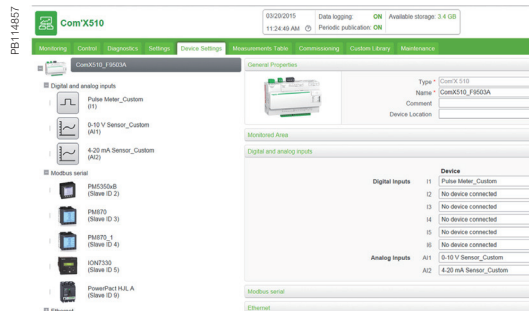 PB114857
Com'X510
03/20/2015
11:24:49 AM
Data logging: ON
Periodic publication: ON
Available storage: 3.4 GB
Monitoring Control Diagnostics Settings Device Settings Measurements Table Commissioning Custom Library Maintenance
ComX510_F9503A
Digital and analog inputs
Pulse Meter_Custom
(I1)
0-10 V Sensor_Custom
(AI1)
4-20 mA Sensor_Custom
(AI2)
Modbus serial
PM5350xB
(Slave ID 2)
PM870
(Slave ID 3)
PM870_1
(Slave ID 4)
ION7330
(Slave ID 5)
PowerPact HJL A
(Slave ID 9)
Ethernet
General Properties
Type * Com'X 510
Name * ComX510_F9503A
Comment
Device Location
Monitored Area
Digital and analog inputs
Device
Digital Inputs I1 Pulse Meter_Custom
I2 No device connected
I3 No device connected
I4 No device connected
I5 No device connected
I6 No device connected
Analog Inputs AI1 0-10 V Sensor_Custom
AI2 4-20 mA Sensor_Custom
Modbus serial
Ethernet